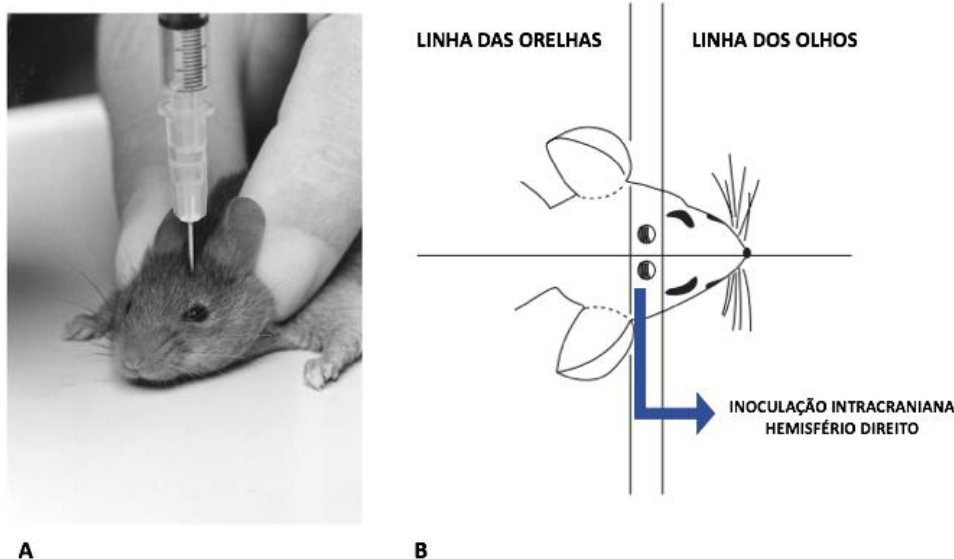 LINHA DAS ORELHAS
LINHA DOS OLHOS
INOCULAÇÃO INTRACRANIANA
HEMISFÉRIO DIREITO
A
B